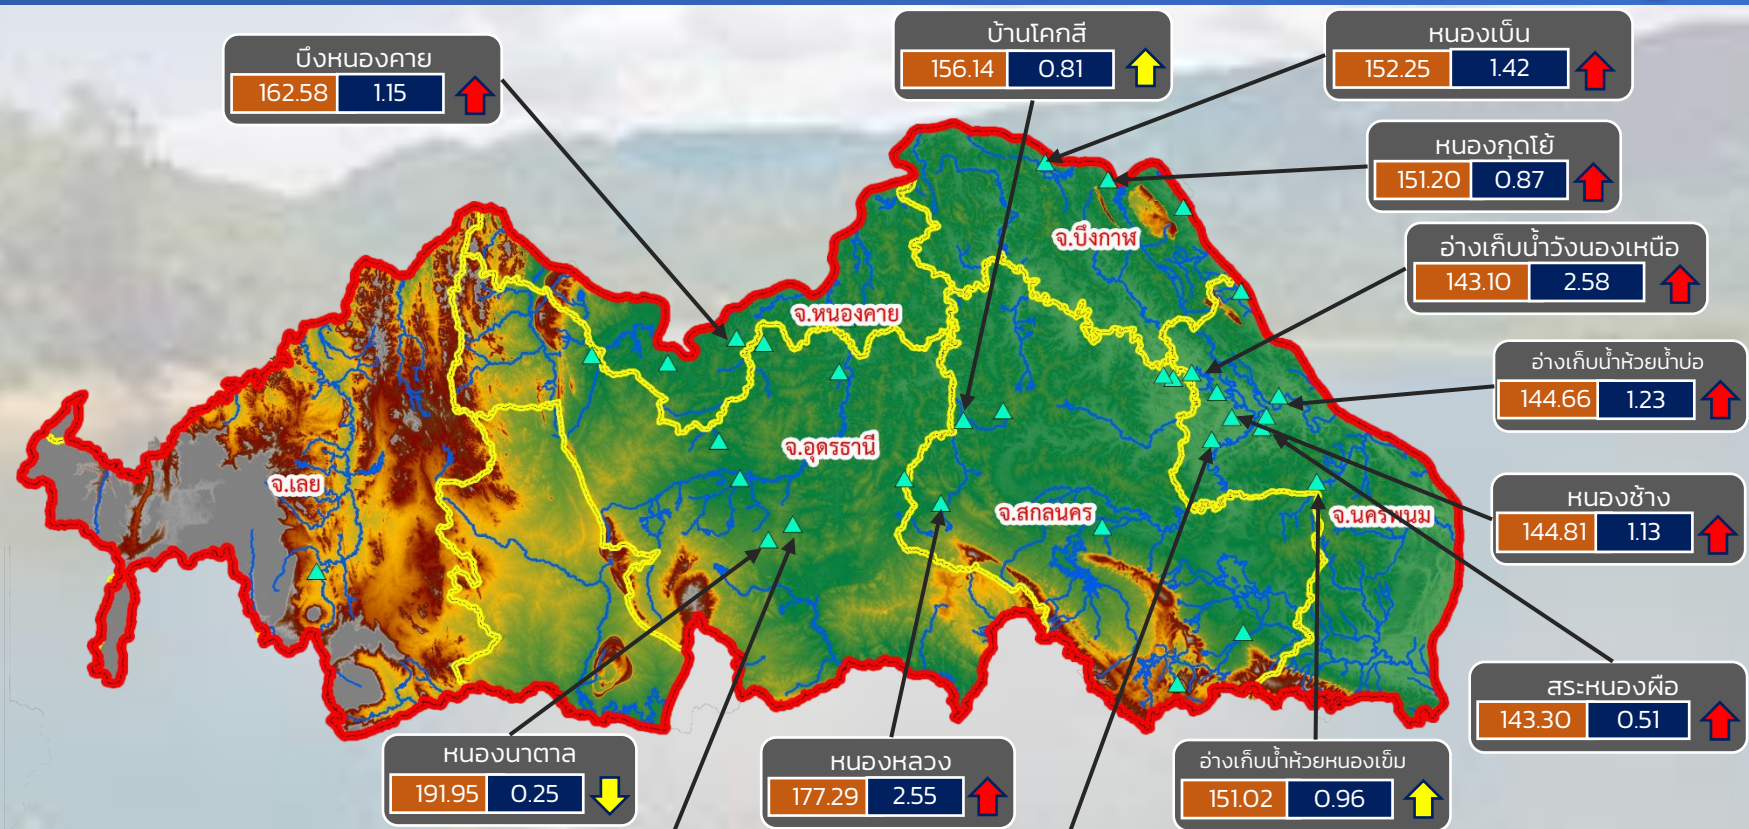 บึงหนองคาย
162.58 1.15
บ้านโคกสี
156.14 0.81
หนองเบ็น
152.25 1.42
หนองกุดโย้
151.20 0.87
อ่างเก็บน้ำวังนองเหนือ
143.10 2.58
อ่างเก็บน้ำห้วยน้ำบ่อ
144.66 1.23
หนองช้าง
144.81 1.13
สระหนองผือ
143.30 0.51
จ.บึงกาฬ
จ.หนองคาย
จ.อุดรธานี
จ.เลย
จ.สกลนคร
จ.นครพนม
หนองนาตาล
191.95 0.25
หนองหลวง
177.29 2.55
อ่างเก็บน้ำห้วยหนองเข็ม
151.02 0.96